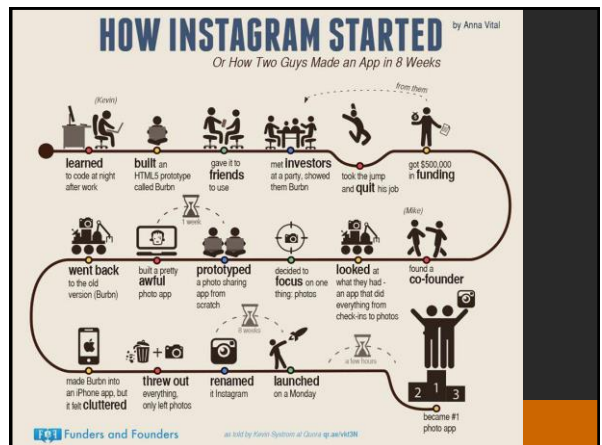 HOW INSTAGRAM STARTED
by Anna Vital
Or How Two Guys Made an App in 8 Weeks
(Kevin)
from them
learned
to code at night
after work
built an
HTML5 prototype
called Burbn
gave it to
friends
to use
met investors
at a party, showed
them Burbn
took the jump
and quit his job
got $500,000
in funding
(Mike)
found a
co-founder
looked at
what they had -
an app that did
everything from
check-ins to photos
decided to
focus on one
thing: photos
prototyped
a photo sharing
app from
scratch
1 week
built a pretty
awful
photo app
went back
to the old
version (Burbn)
made Burbn into
an iPhone app, but
it felt cluttered
threw out
everything,
only left photos
renamed
it Instagram
8 weeks
launched
on a Monday
a few hours
2 1 3
became #1
photo app
Funders and Founders
as told by Kevin Systrom at Quora